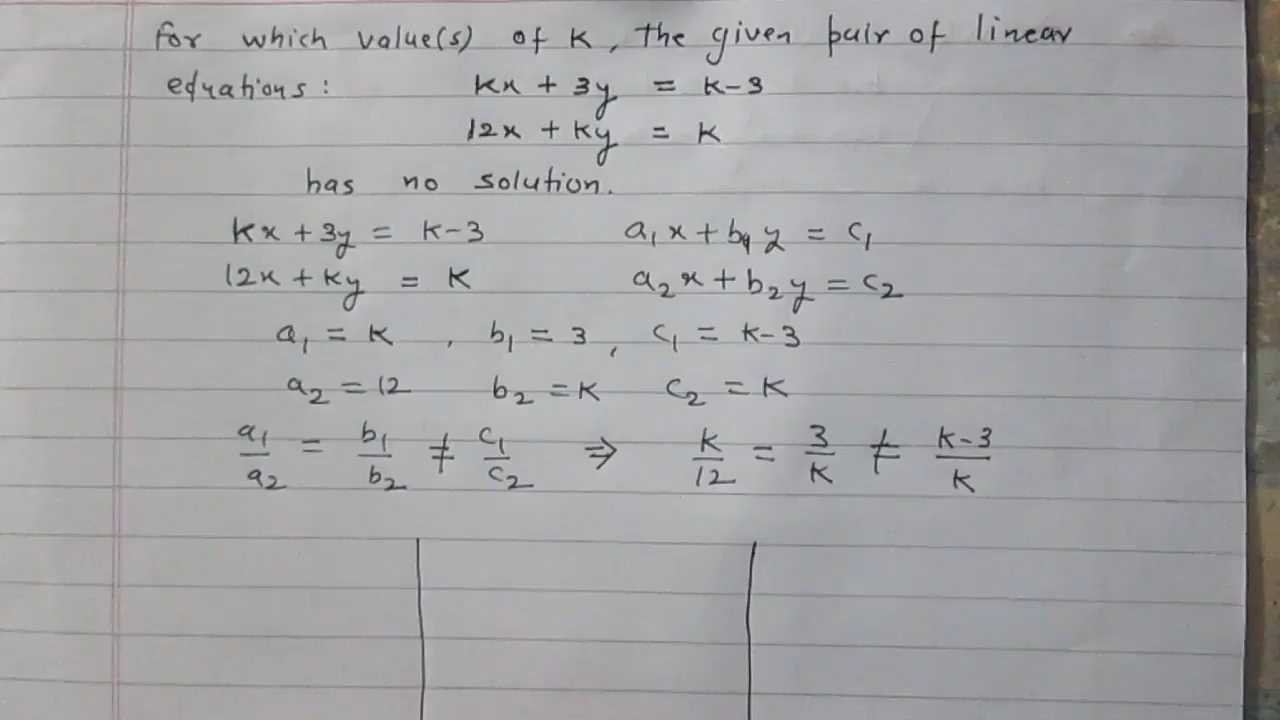 for which value(s) of k, the given pair of linear
equations: kx + 3y = k-3
12x + ky = k
has no solution.
kx + 3y = k-3 a₁x + b₁y = c₁
12x + ky = k a₂x + b₂y = c₂
a₁ = k , b₁ = 3 , c₁ = k-3
a₂ = 12 b₂ = k c₂ = k
a₁/a₂ = b₁/b₂ ≠ c₁/c₂ ⇒ k/12 = 3/k ≠ k-3/k